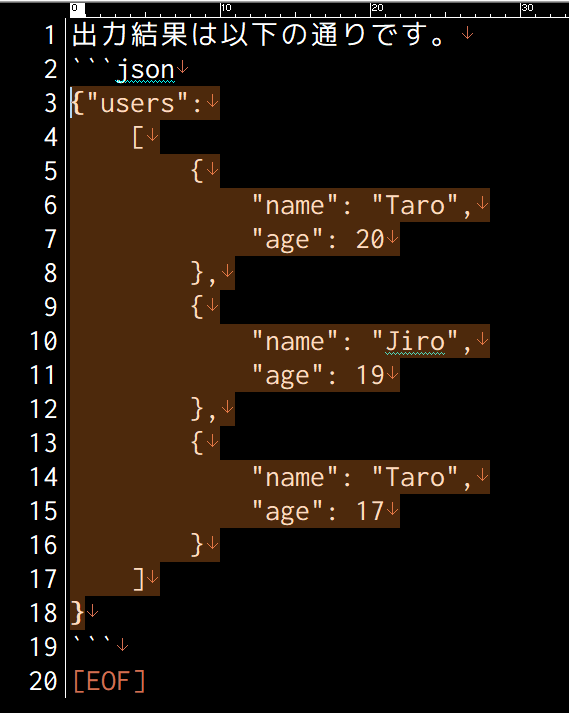 0 10 20 30
1 出力結果は以下の通りです。↓
2 ```json↓
3 {"users":↓
4     [↓
5         {↓
6             "name": "Taro",↓
7             "age": 20↓
8         },↓
9         {↓
10             "name": "Jiro",↓
11             "age": 19↓
12         },↓
13         {↓
14             "name": "Taro",↓
15             "age": 17↓
16         }↓
17     ]↓
18 }↓
19 ```↓
20 [EOF]